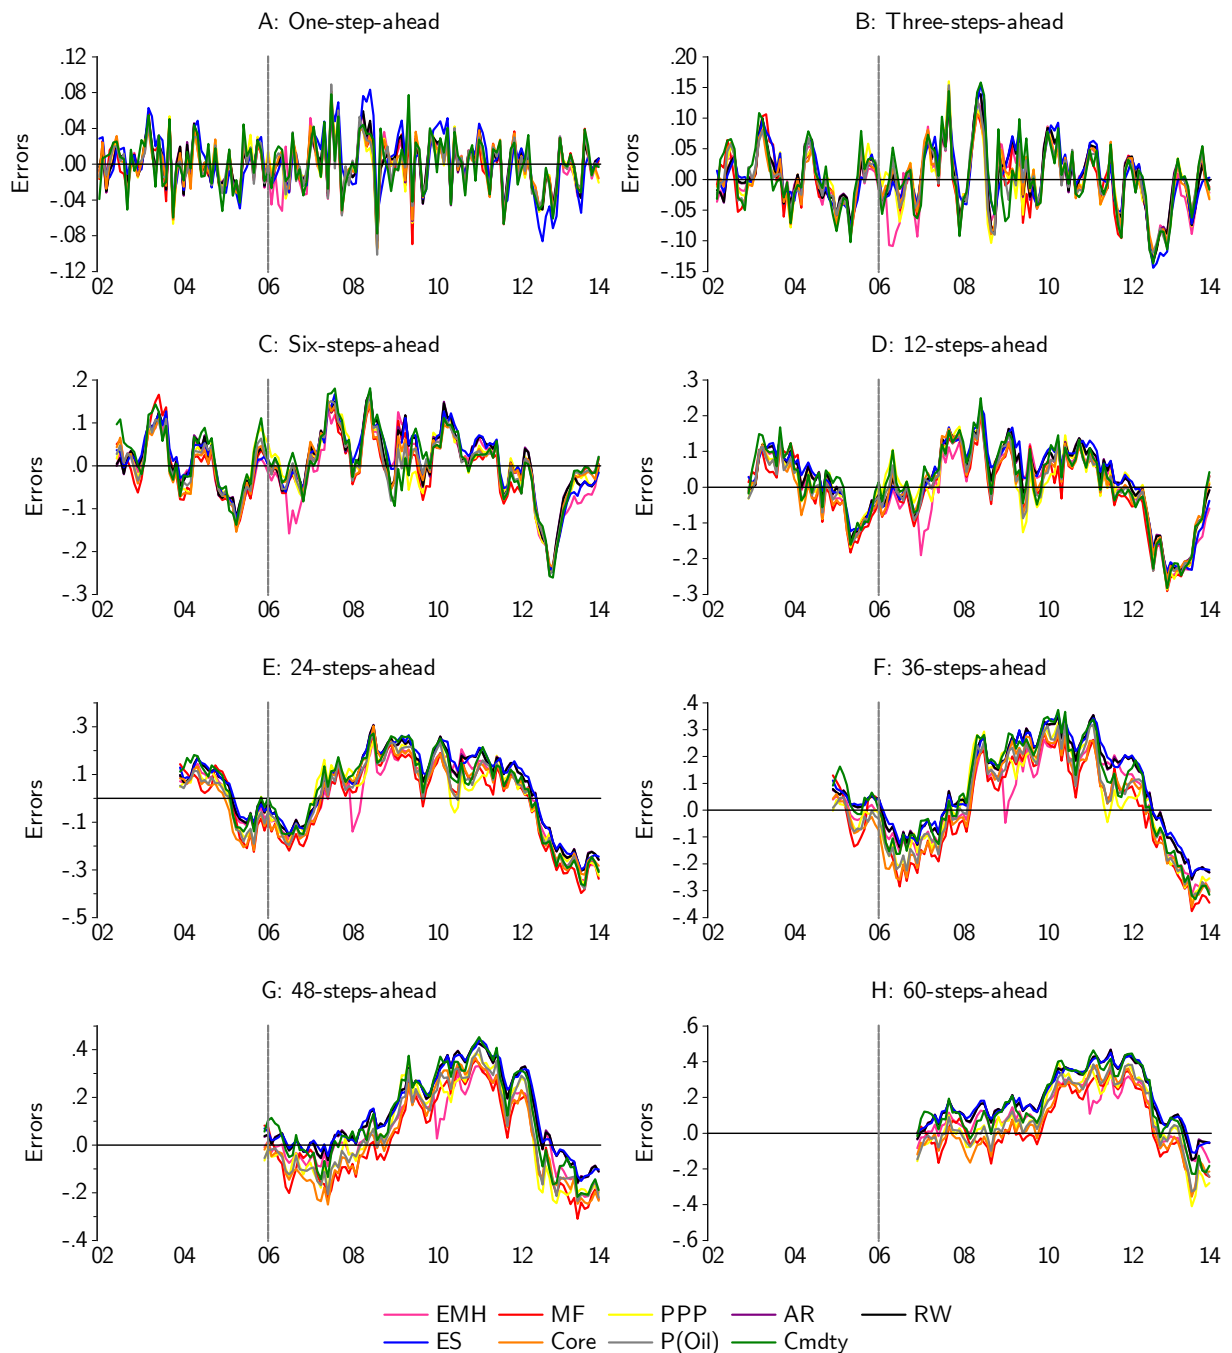 A: One-step-ahead
.12
.08
.04
.00
-.04
-.08
-.12
Errors
02 04 06 08 10 12 14
B: Three-steps-ahead
.20
.15
.10
.05
.00
-.05
-.10
-.15
Errors
02 04 06 08 10 12 14
C: Six-steps-ahead
.2
.1
.0
-.1
-.2
-.3
Errors
02 04 06 08 10 12 14
D: 12-steps-ahead
.3
.2
.1
.0
-.1
-.2
-.3
Errors
02 04 06 08 10 12 14
E: 24-steps-ahead
.3
.1
-.1
-.3
-.5
Errors
02 04 06 08 10 12 14
F: 36-steps-ahead
.4
.3
.2
.1
.0
-.1
-.2
-.3
-.4
Errors
02 04 06 08 10 12 14
G: 48-steps-ahead
.4
.2
.0
-.2
-.4
Errors
02 04 06 08 10 12 14
H: 60-steps-ahead
.6
.4
.2
.0
-.2
-.4
-.6
Errors
02 04 06 08 10 12 14
EMH MF PPP AR RW
ES Core P(Oil) Cmdty